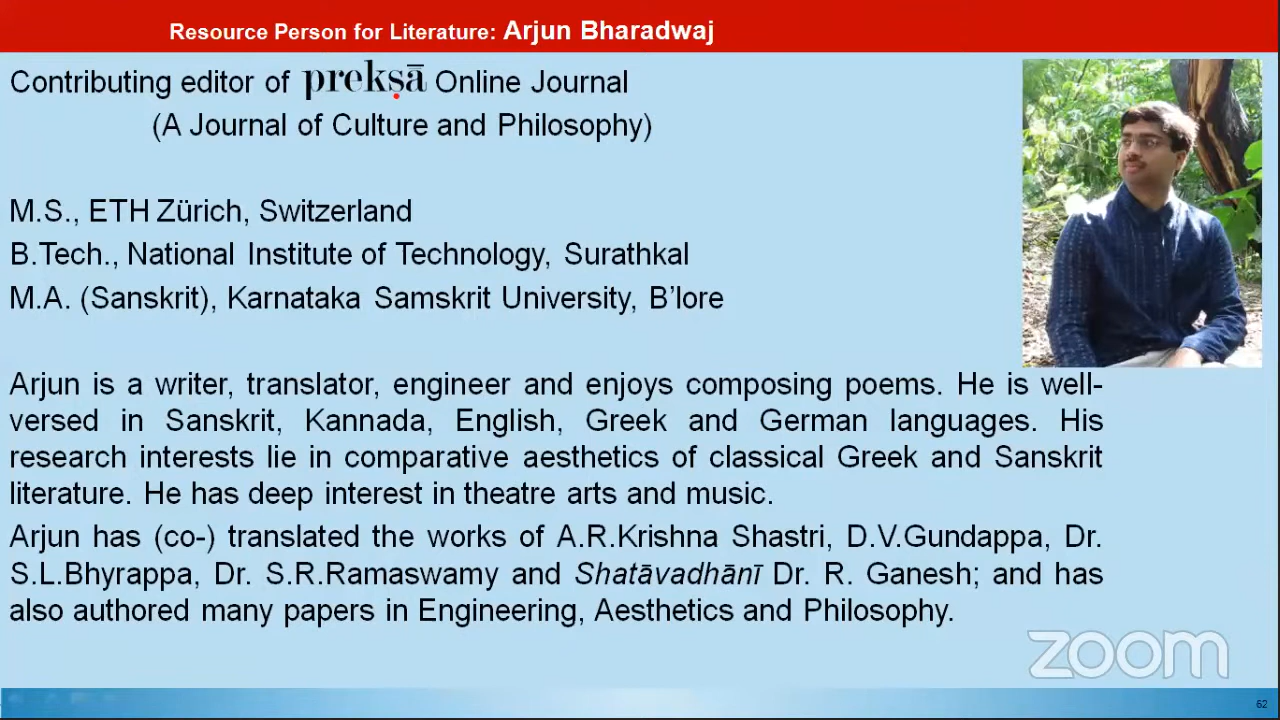 Resource Person for Literature: Arjun Bharadwaj
Contributing editor of prekṣā Online Journal
(A Journal of Culture and Philosophy)
M.S., ETH Zürich, Switzerland
B.Tech., National Institute of Technology, Surathkal
M.A. (Sanskrit), Karnataka Samskrit University, B’lore
Arjun is a writer, translator, engineer and enjoys composing poems. He is well-
versed in Sanskrit, Kannada, English, Greek and German languages. His
research interests lie in comparative aesthetics of classical Greek and Sanskrit
literature. He has deep interest in theatre arts and music.
Arjun has (co-) translated the works of A.R.Krishna Shastri, D.V.Gundappa, Dr.
S.L.Bhyrappa, Dr. S.R.Ramaswamy and Shatāvadhānī Dr. R. Ganesh; and has
also authored many papers in Engineering, Aesthetics and Philosophy.
zoom
62